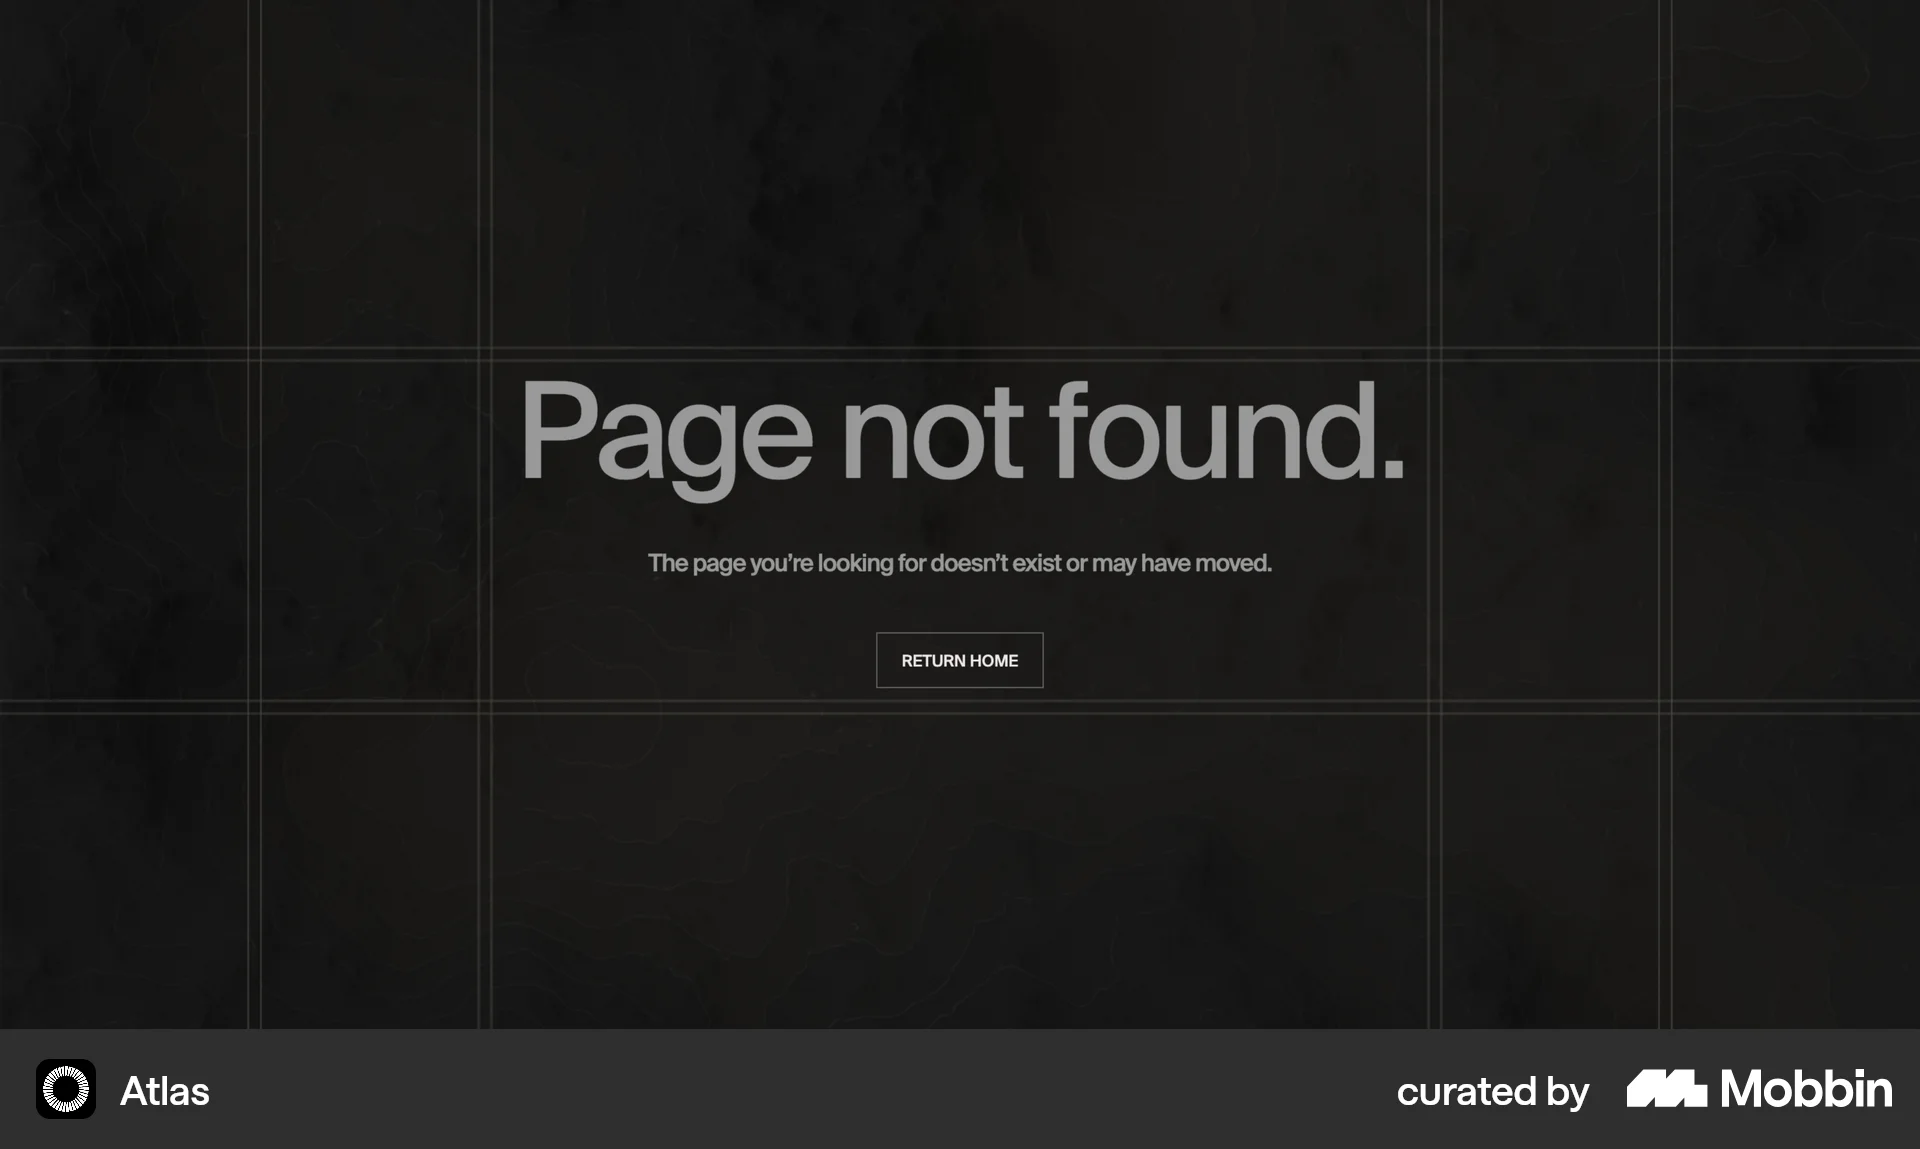 Page not found.
The page you’re looking for doesn’t exist or may have moved.
RETURN HOME
Atlas
curated by Mobbin